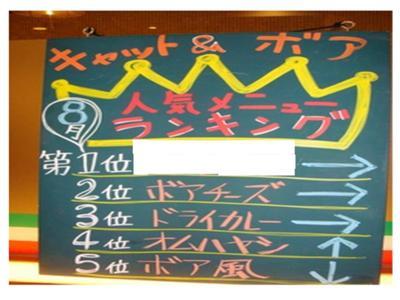 キャット & ボア
8月
人気メニュー
ランキング
第1位 →
2位 ボアチーズ →
3位 ドライカレー →
4位 オムハヤシ ↑
5位 ボア風 ↓